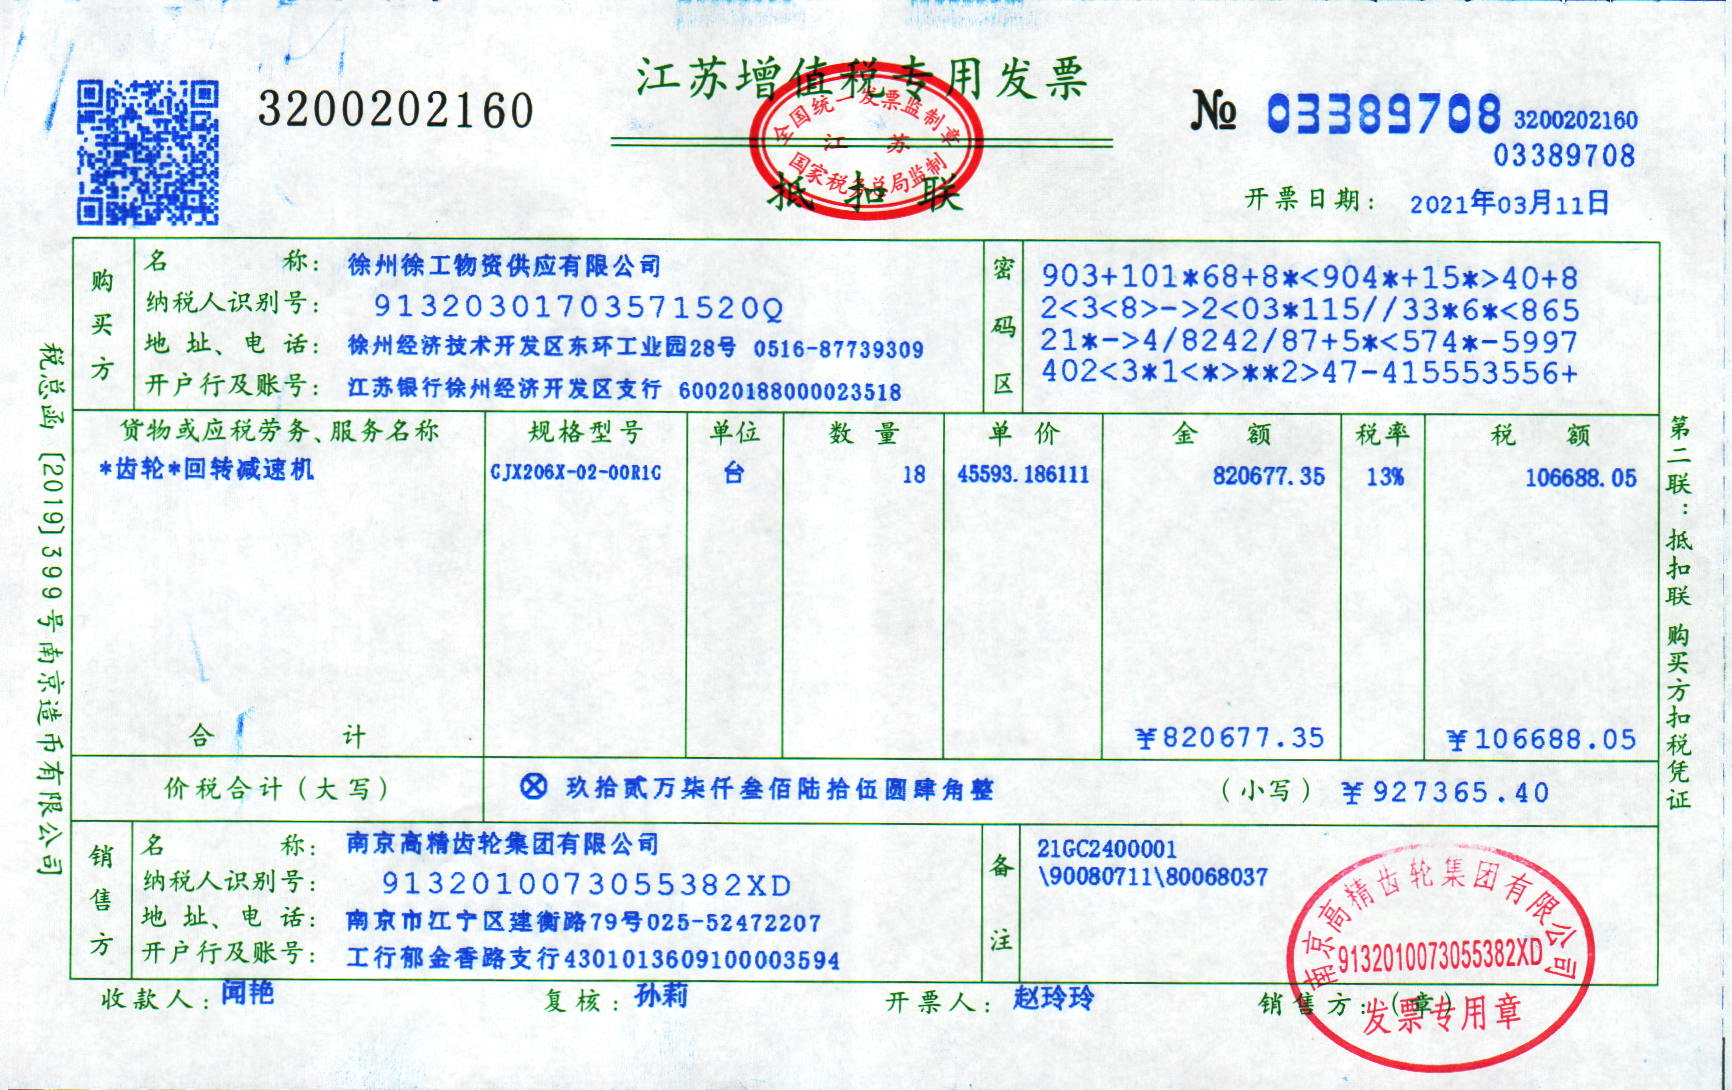 江苏增值税专用发票
3200202160
№ 03389708 3200202160
03389708
全国统一发票监制章
江 苏
国家税务总局监制
抵扣联
开票日期： 2021年03月11日
购买方
名 称： 徐州徐工物资供应有限公司
纳税人识别号： 91320301703571520Q
地 址、电 话： 徐州经济技术开发区东环工业园28号 0516-87739309
开户行及账号： 江苏银行徐州经济开发区支行 60020188000023518
密码区
903+101*68+8*<904*+15*>40+8
2<3<8>->2<03*115//33*6*<865
21*->4/8242/87+5*<574*-5997
402<3*1<*>**2>47-415553556+
货物或应税劳务、服务名称 规格型号 单位 数 量 单 价 金 额 税率 税 额
*齿轮*回转减速机 GJX206X-02-00R1C 台 18 45593.186111 820677.35 13% 106688.05
合 计 ￥820677.35 ￥106688.05
价税合计（大写） ⊗ 玖拾贰万柒仟叁佰陆拾伍圆肆角整 （小写） ￥927365.40
销售方
名 称： 南京高精齿轮集团有限公司
纳税人识别号： 9132010073055382XD
地 址、电 话： 南京市江宁区建衡路79号025-52472207
开户行及账号： 工行郁金香路支行4301013609100003594
备注
21GC2400001
\90080711\80068037
收款人： 闻艳 复核： 孙莉 开票人： 赵玲玲 销售方：（章）
南京高精齿轮集团有限公司
9132010073055382XD
发票专用章
税总函〔2019〕399号南京造币有限公司
第二联：抵扣联 购买方扣税凭证